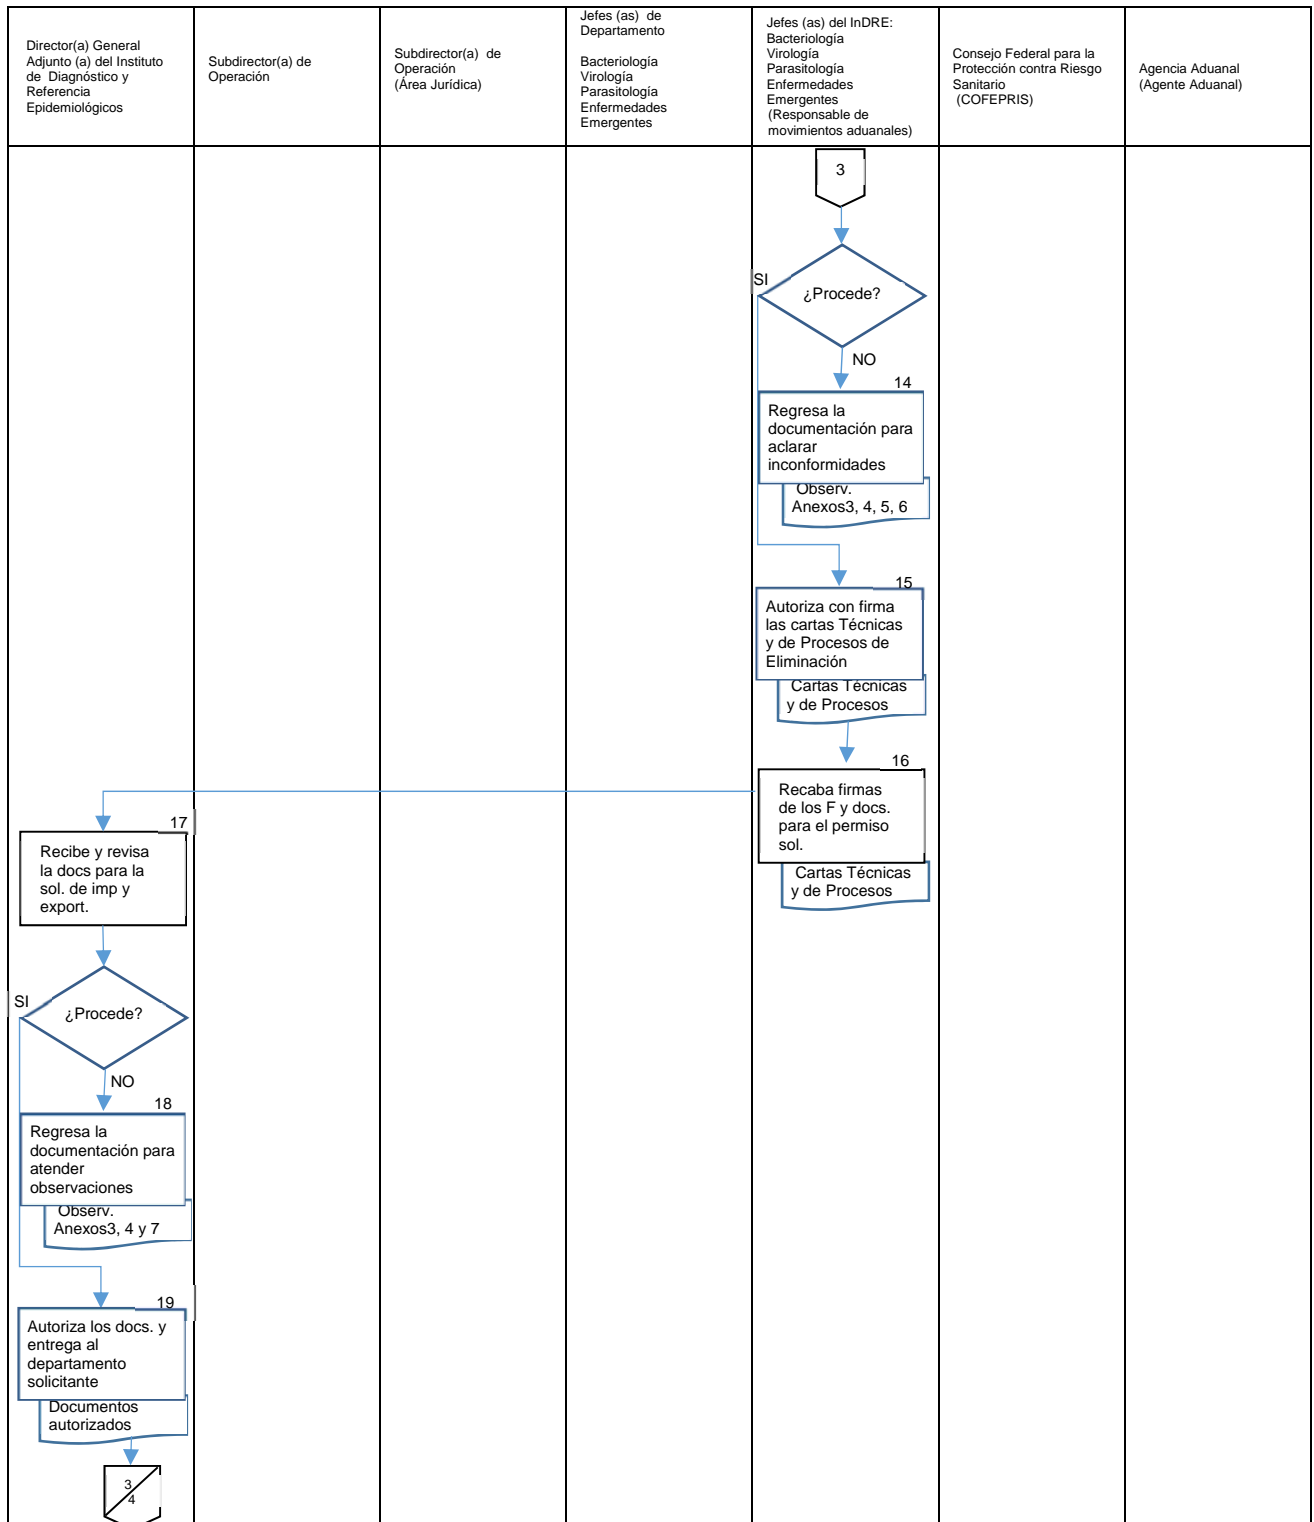 Director(a) General
Adjunto (a) del Instituto
de Diagnóstico y
Referencia
Epidemiológicos
Subdirector(a) de
Operación
Subdirector(a) de
Operación
(Área Jurídica)
Jefes (as) de
Departamento
Bacteriología
Virología
Parasitología
Enfermedades
Emergentes
Jefes (as) del InDRE:
Bacteriología
Virología
Parasitología
Enfermedades
Emergentes
(Responsable de
movimientos aduanales)
Consejo Federal para la
Protección contra Riesgo
Sanitario
(COFEPRIS)
Agencia Aduanal
(Agente Aduanal)
3
SI
¿Procede?
NO
14
Regresa la
documentación para
aclarar
inconformidades
Observ.
Anexos3, 4, 5, 6
15
Autoriza con firma
las cartas Técnicas
y de Procesos de
Eliminación
Cartas Técnicas
y de Procesos
16
Recaba firmas
de los F y docs.
para el permiso
sol.
Cartas Técnicas
y de Procesos
17
Recibe y revisa
la docs para la
sol. de imp y
export.
SI
¿Procede?
NO
18
Regresa la
documentación para
atender
observaciones
Observ.
Anexos3, 4 y 7
19
Autoriza los docs. y
entrega al
departamento
solicitante
Documentos
autorizados
3
4